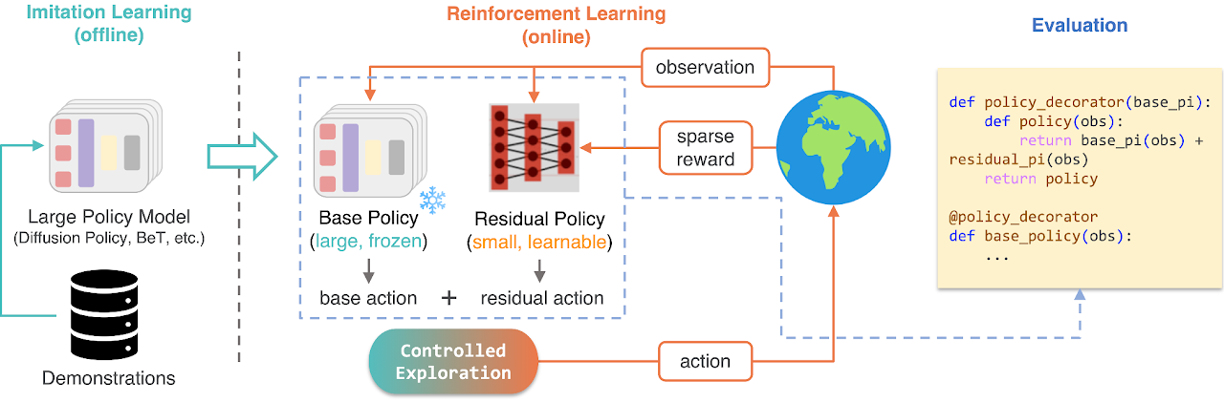 Imitation Learning
(offline)
Large Policy Model
(Diffusion Policy, BeT, etc.)
Demonstrations
Reinforcement Learning
(online)
observation
sparse
reward
Base Policy
(large, frozen)
Residual Policy
(small, learnable)
base action + residual action
Controlled
Exploration
action
Evaluation
def policy_decorator(base_pi):
    def policy(obs):
        return base_pi(obs) +
residual_pi(obs)
    return policy
@policy_decorator
def base_policy(obs):
    ...